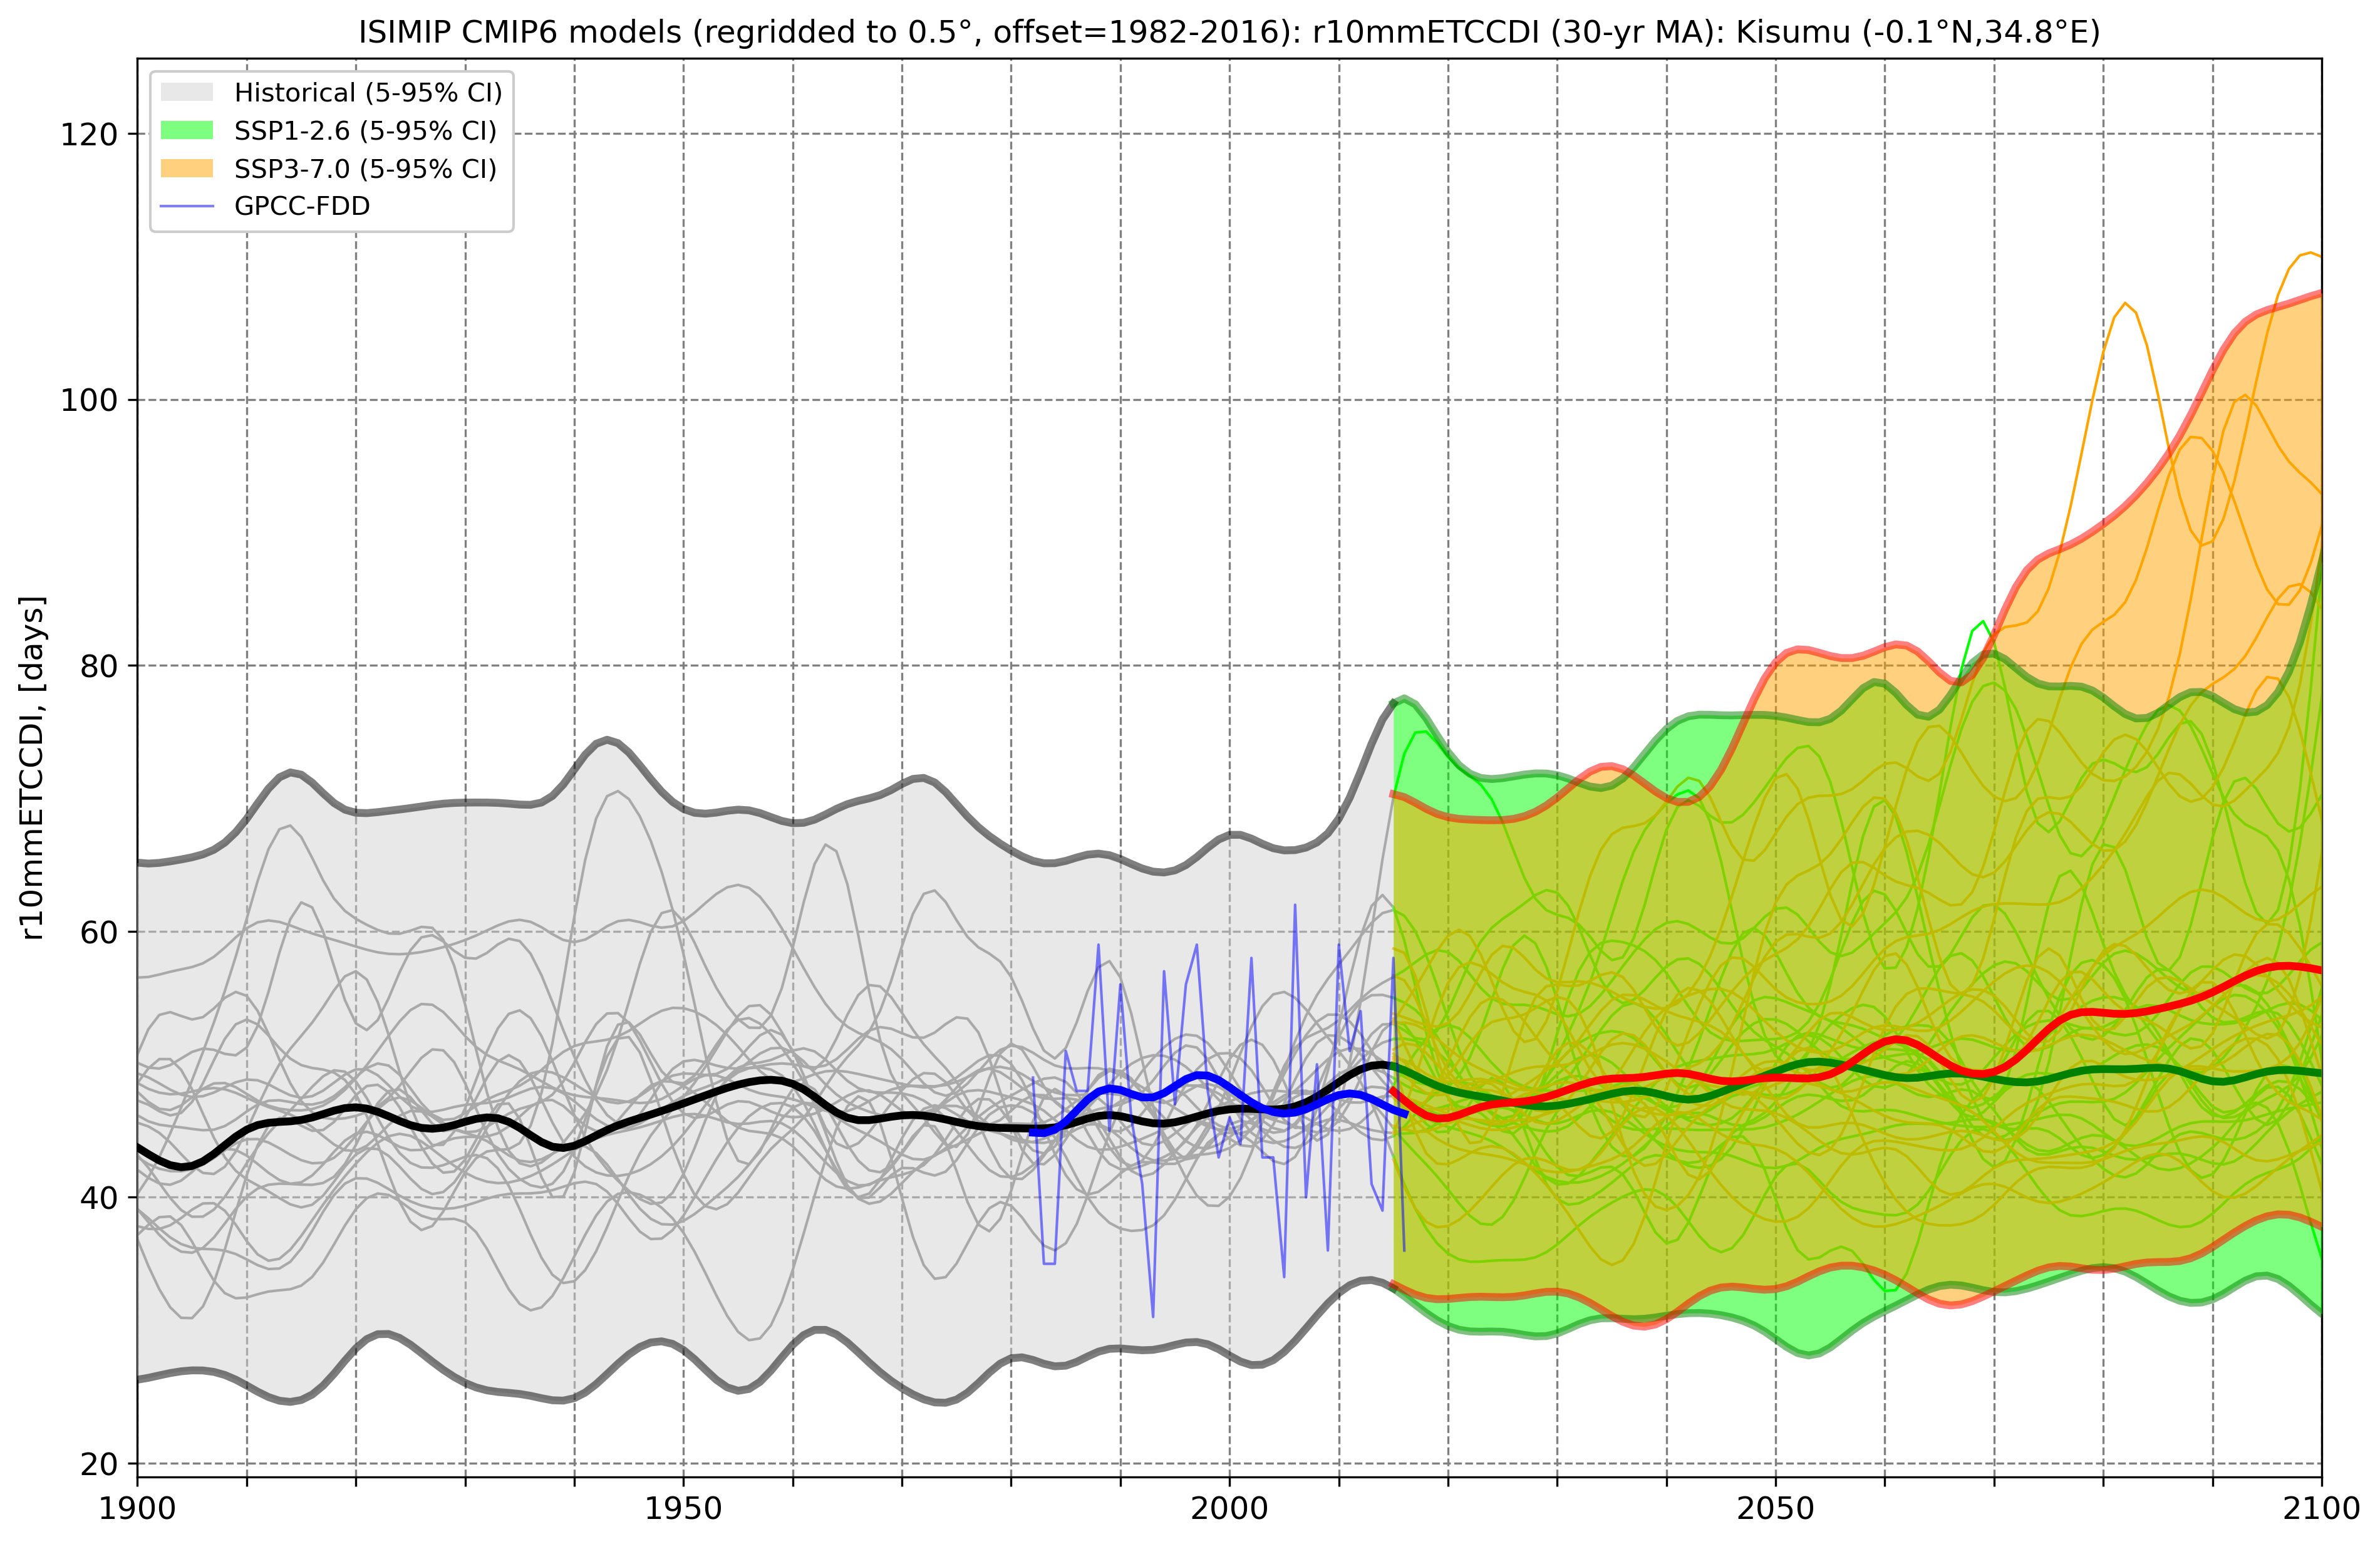 ISIMIP CMIP6 models (regridded to 0.5°, offset=1982-2016): r10mmETCCDI (30-yr MA): Kisumu (-0.1°N,34.8°E)
Historical (5-95% CI)
SSP1-2.6 (5-95% CI)
SSP3-7.0 (5-95% CI)
GPCC-FDD
r10mmETCCDI, [days]
120
100
80
60
40
20
1900
1950
2000
2050
2100